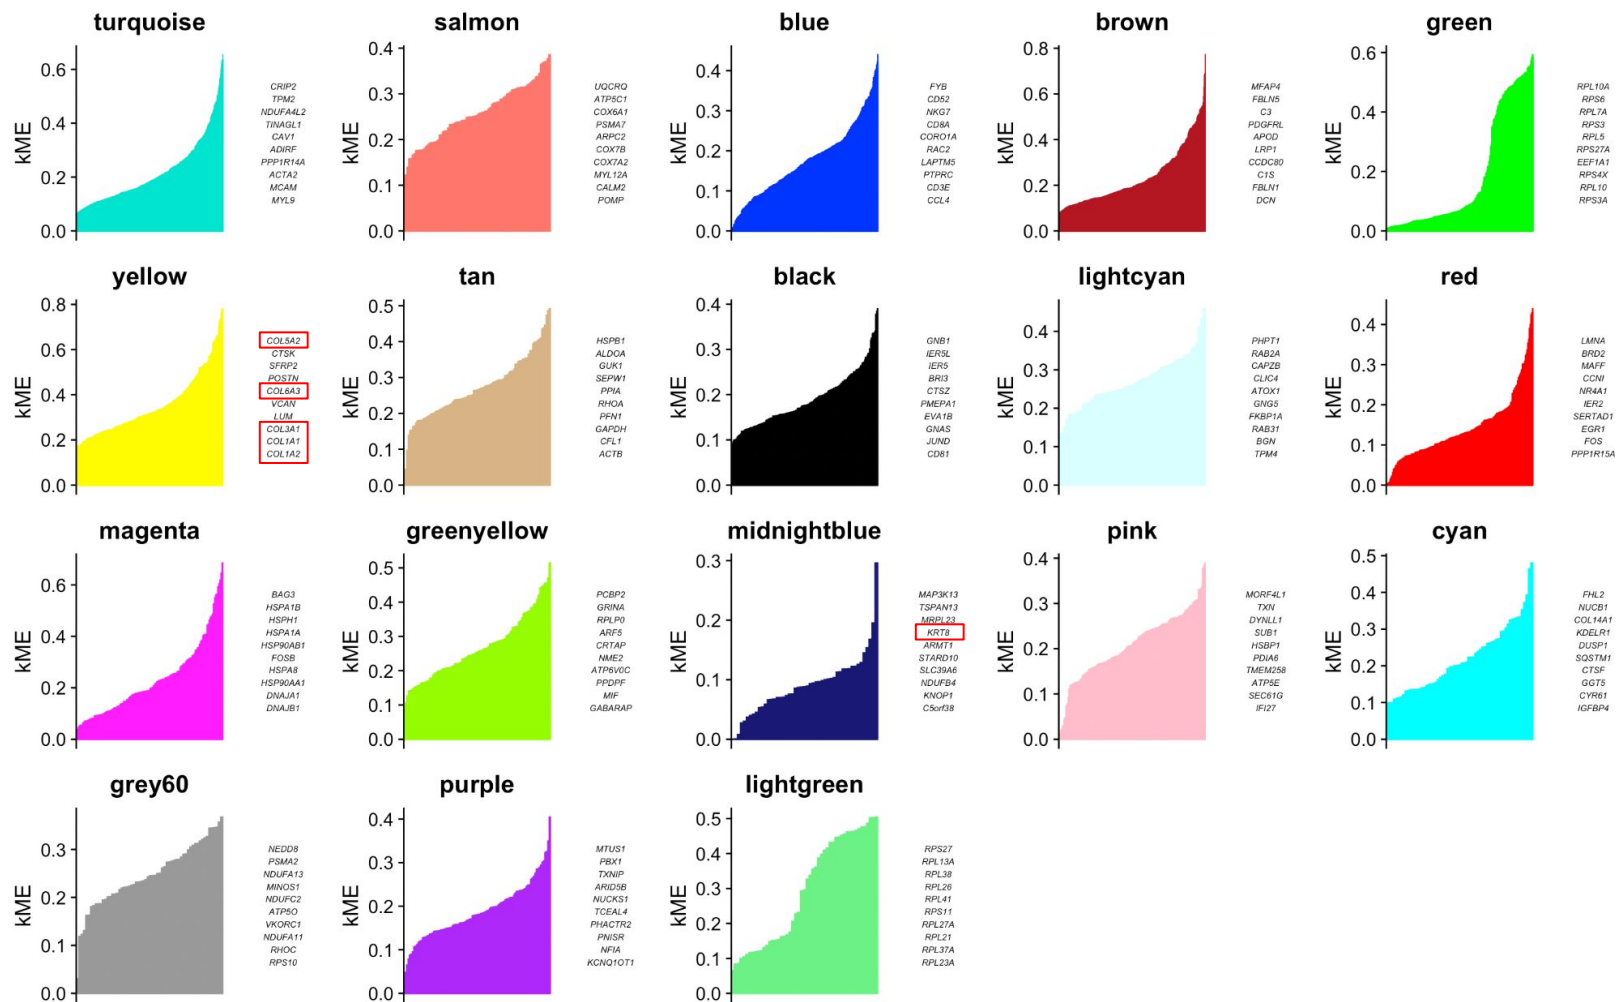 turquoise
0.6
0.4
0.2
0.0
kME
CRIP2
TPM2
NDUFA4L2
TINAGL1
CAV1
ADIRF
PPP1R14A
ACTA2
MCAM
MYL9
salmon
0.4
0.3
0.2
0.1
0.0
kME
UQCRQ
ATP5C1
COX6A1
PSMA7
ARPC2
COX7B
COX7A2
MYL12A
CALM2
POMP
blue
0.4
0.3
0.2
0.1
0.0
kME
FYB
CD52
NKG7
CD8A
CORO1A
RAC2
LAPTM5
PTPRC
CD3E
CCL4
brown
0.8
0.6
0.4
0.2
0.0
kME
MFAP4
FBLN5
C3
PDGFRL
APOD
LRP1
CCDC80
C1S
FBLN1
DCN
green
0.6
0.4
0.2
0.0
kME
RPL10A
RPS6
RPL7A
RPS3
RPL5
RPS27A
EEF1A1
RPS4X
RPL10
RPS3A
yellow
0.8
0.6
0.4
0.2
0.0
kME
COL5A2
CTSK
SFRP2
POSTN
COL6A3
VCAN
LUM
COL3A1
COL1A1
COL1A2
tan
0.5
0.4
0.3
0.2
0.1
0.0
kME
HSPB1
ALDOA
GUK1
SEPW1
PPIA
RHOA
PFN1
GAPDH
CFL1
ACTB
black
0.4
0.3
0.2
0.1
0.0
kME
GNB1
IER5L
IER5
BRI3
CTSZ
PMEPA1
EVA1B
GNAS
JUND
CD81
lightcyan
0.4
0.3
0.2
0.1
0.0
kME
PHPT1
RAB2A
CAPZB
CLIC4
ATOX1
GNG5
FKBP1A
RAB31
BGN
TPM4
red
0.4
0.3
0.2
0.1
0.0
kME
LMNA
BRD2
MAFF
CCNI
NR4A1
IER2
SERTAD1
EGR1
FOS
PPP1R15A
magenta
0.6
0.4
0.2
0.0
kME
BAG3
HSPA1B
HSPH1
HSPA1A
HSP90AB1
FOSB
HSPA8
HSP90AA1
DNAJA1
DNAJB1
greenyellow
0.5
0.4
0.3
0.2
0.1
0.0
kME
PCBP2
GRINA
RPLP0
ARF5
CRTAP
NME2
ATP6V0C
PPDPF
MIF
GABARAP
midnightblue
0.3
0.2
0.1
0.0
kME
MAP3K13
TSPAN13
MRPL23
KRT8
ARMT1
STARD10
SLC39A6
NDUFB4
KNOP1
C5orf38
pink
0.4
0.3
0.2
0.1
0.0
kME
MORF4L1
TXN
DYNLL1
SUB1
HSBP1
PDIA6
TMEM258
ATP5E
SEC61G
IFI27
cyan
0.5
0.4
0.3
0.2
0.1
0.0
kME
FHL2
NUCB1
COL14A1
KDELR1
DUSP1
SQSTM1
CTSF
GGT5
CYR61
IGFBP4
grey60
0.3
0.2
0.1
0.0
kME
NEDD8
PSMA2
NDUFA13
MINOS1
NDUFC2
ATP5O
VKORC1
NDUFA11
RHOC
RPS10
purple
0.4
0.3
0.2
0.1
0.0
kME
MTUS1
PBX1
TXNIP
ARID5B
NUCKS1
TCEAL4
PHACTR2
PNISR
NFIA
KCNQ1OT1
lightgreen
0.5
0.4
0.3
0.2
0.1
0.0
kME
RPS27
RPL13A
RPL38
RPL26
RPL41
RPS11
RPL27A
RPL21
RPL37A
RPL23A